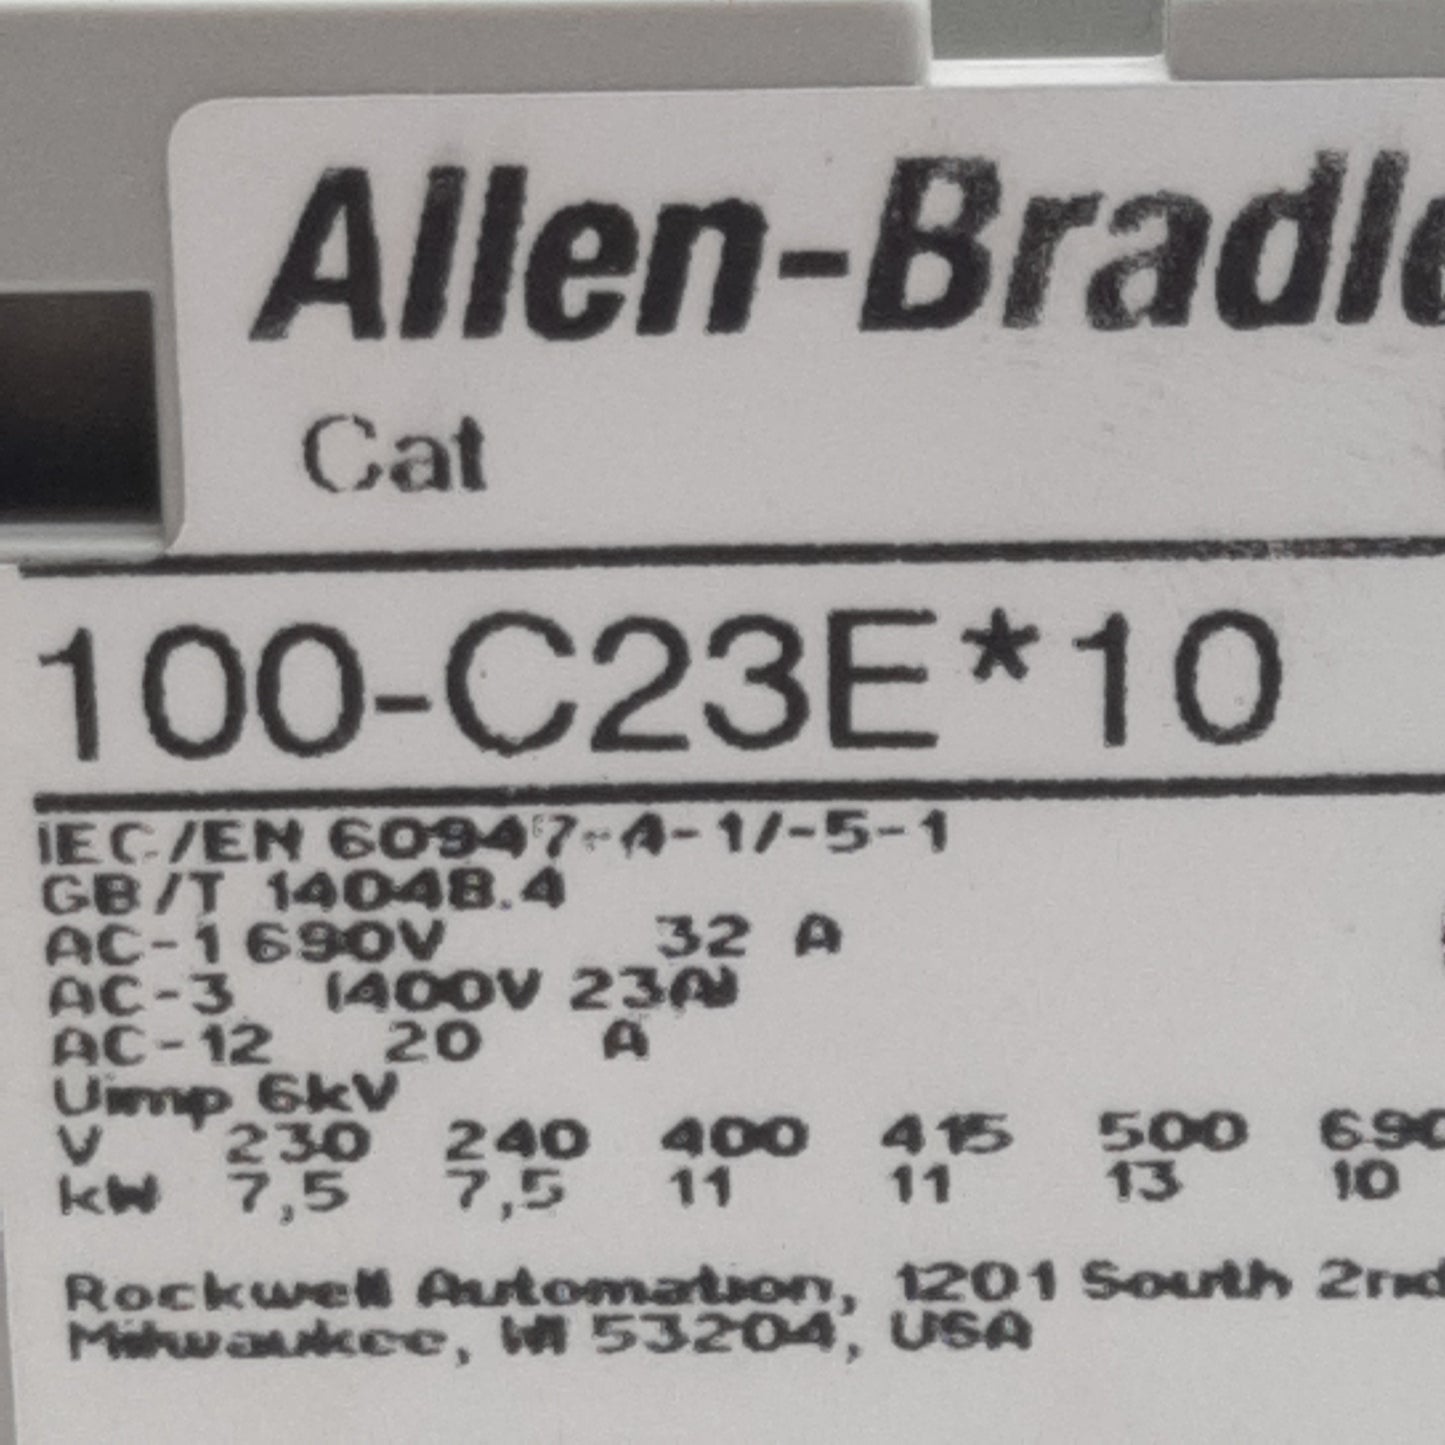 Allen-Bradle
Cat
100-C23E*10
IEC/EN 60947-4-1/-5-1
GB/T 14048.4
AC-1 690V 32 A
AC-3 (400V 23A)
AC-12 20 A
Uimp 6kV
V 230 240 400 415 500 690
kW 7,5 7,5 11 11 13 10
Rockwell Automation, 1201 South 2nd
Milwaukee, WI 53204, USA